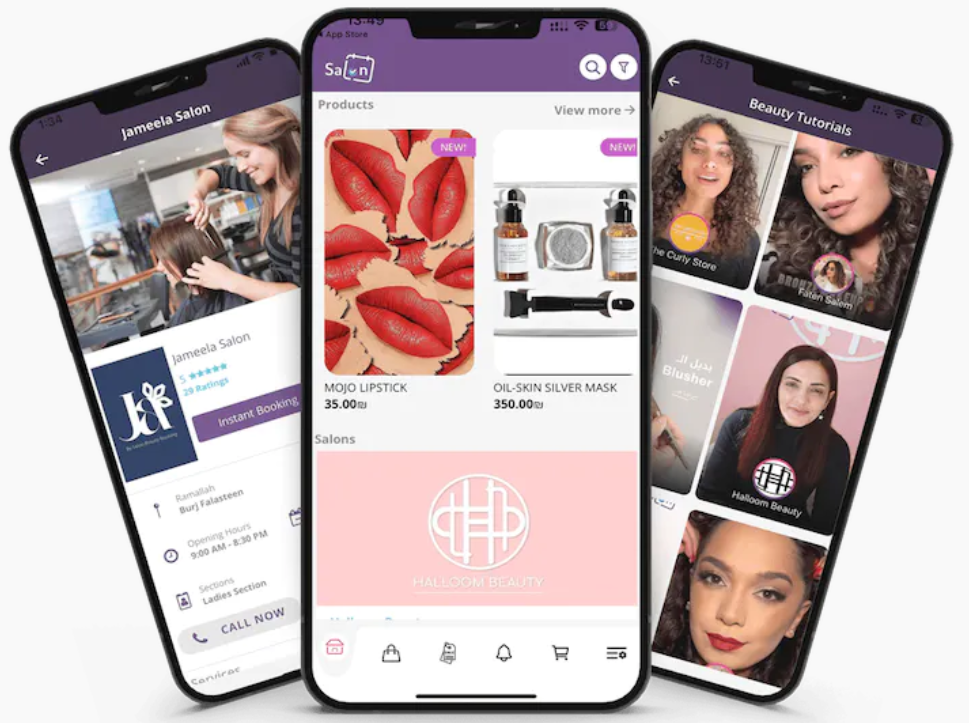 1:34
Jameela Salon
Jameela Salon
5
29 Ratings
Instant Booking
Ramallah
Burj Falasteen
Opening Hours
9:00 AM - 8:30 PM
Sections
Ladies Section
CALL NOW
Services
13:49
App Store
Salon
Products
View more
NEW!
NEW!
MOJO LIPSTICK
35.00₪
OIL-SKIN SILVER MASK
350.00₪
Salons
HALLOOM BEAUTY
13:51
Beauty Tutorials
The Curly Store
Faten Salem
بديل الـ
Blusher
Halloom Beauty